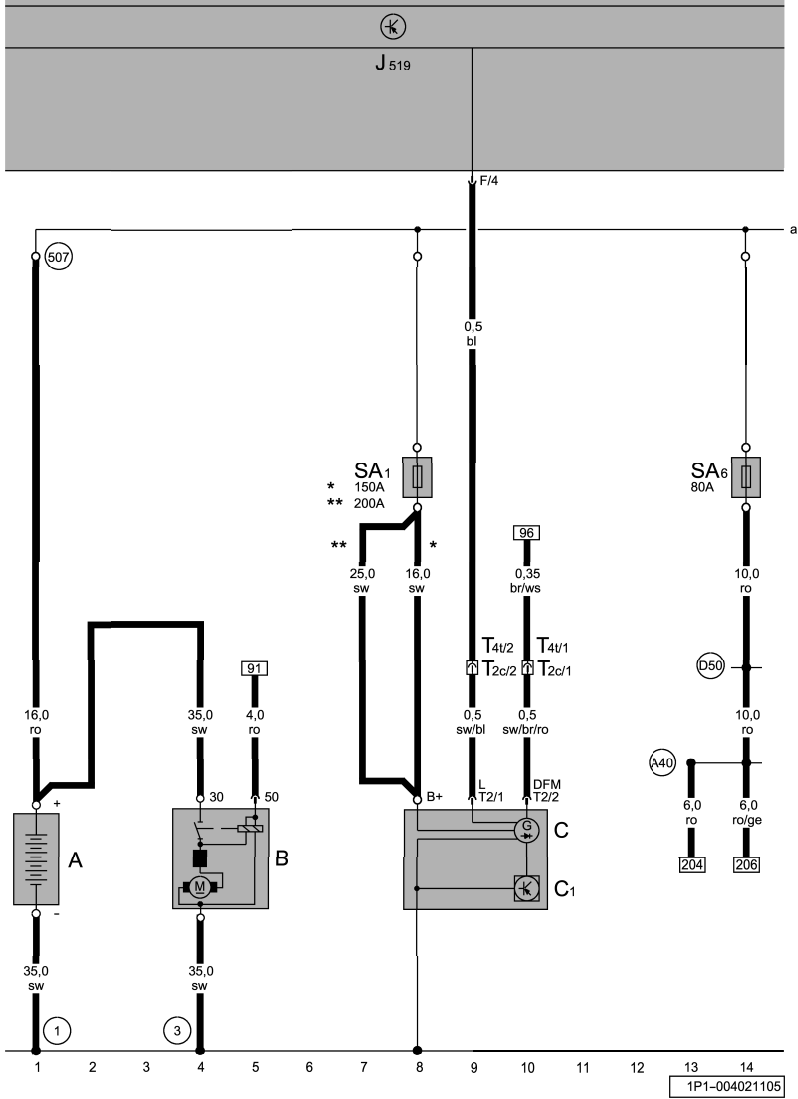 J 519
F/4
a
507
0,5
bl
SA1
* 150A
** 200A
SA6
80A
** *
96
25,0
sw
16,0
sw
0,35
br/ws
10,0
ro
T4t/2
T2c/2
T4t/1
T2c/1
D50
91
16,0
ro
35,0
sw
4,0
ro
0,5
sw/bl
0,5
sw/br/ro
10,0
ro
A40
+
30
50
B+
L
T2/1
DFM
T2/2
6,0
ro
6,0
ro/ge
A
B
M
G
C
C1
204
206
–
35,0
sw
35,0
sw
1
3
1 2 3 4 5 6 7 8 9 10 11 12 13 14
1P1–004021105